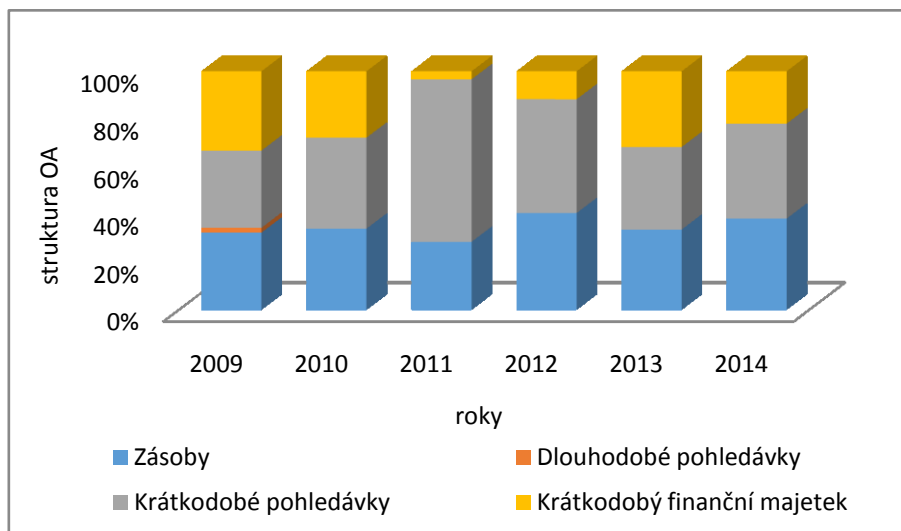 struktura OA
100%
80%
60%
40%
20%
0%
2009 2010 2011 2012 2013 2014
roky
Zásoby Dlouhodobé pohledávky
Krátkodobé pohledávky Krátkodobý finanční majetek